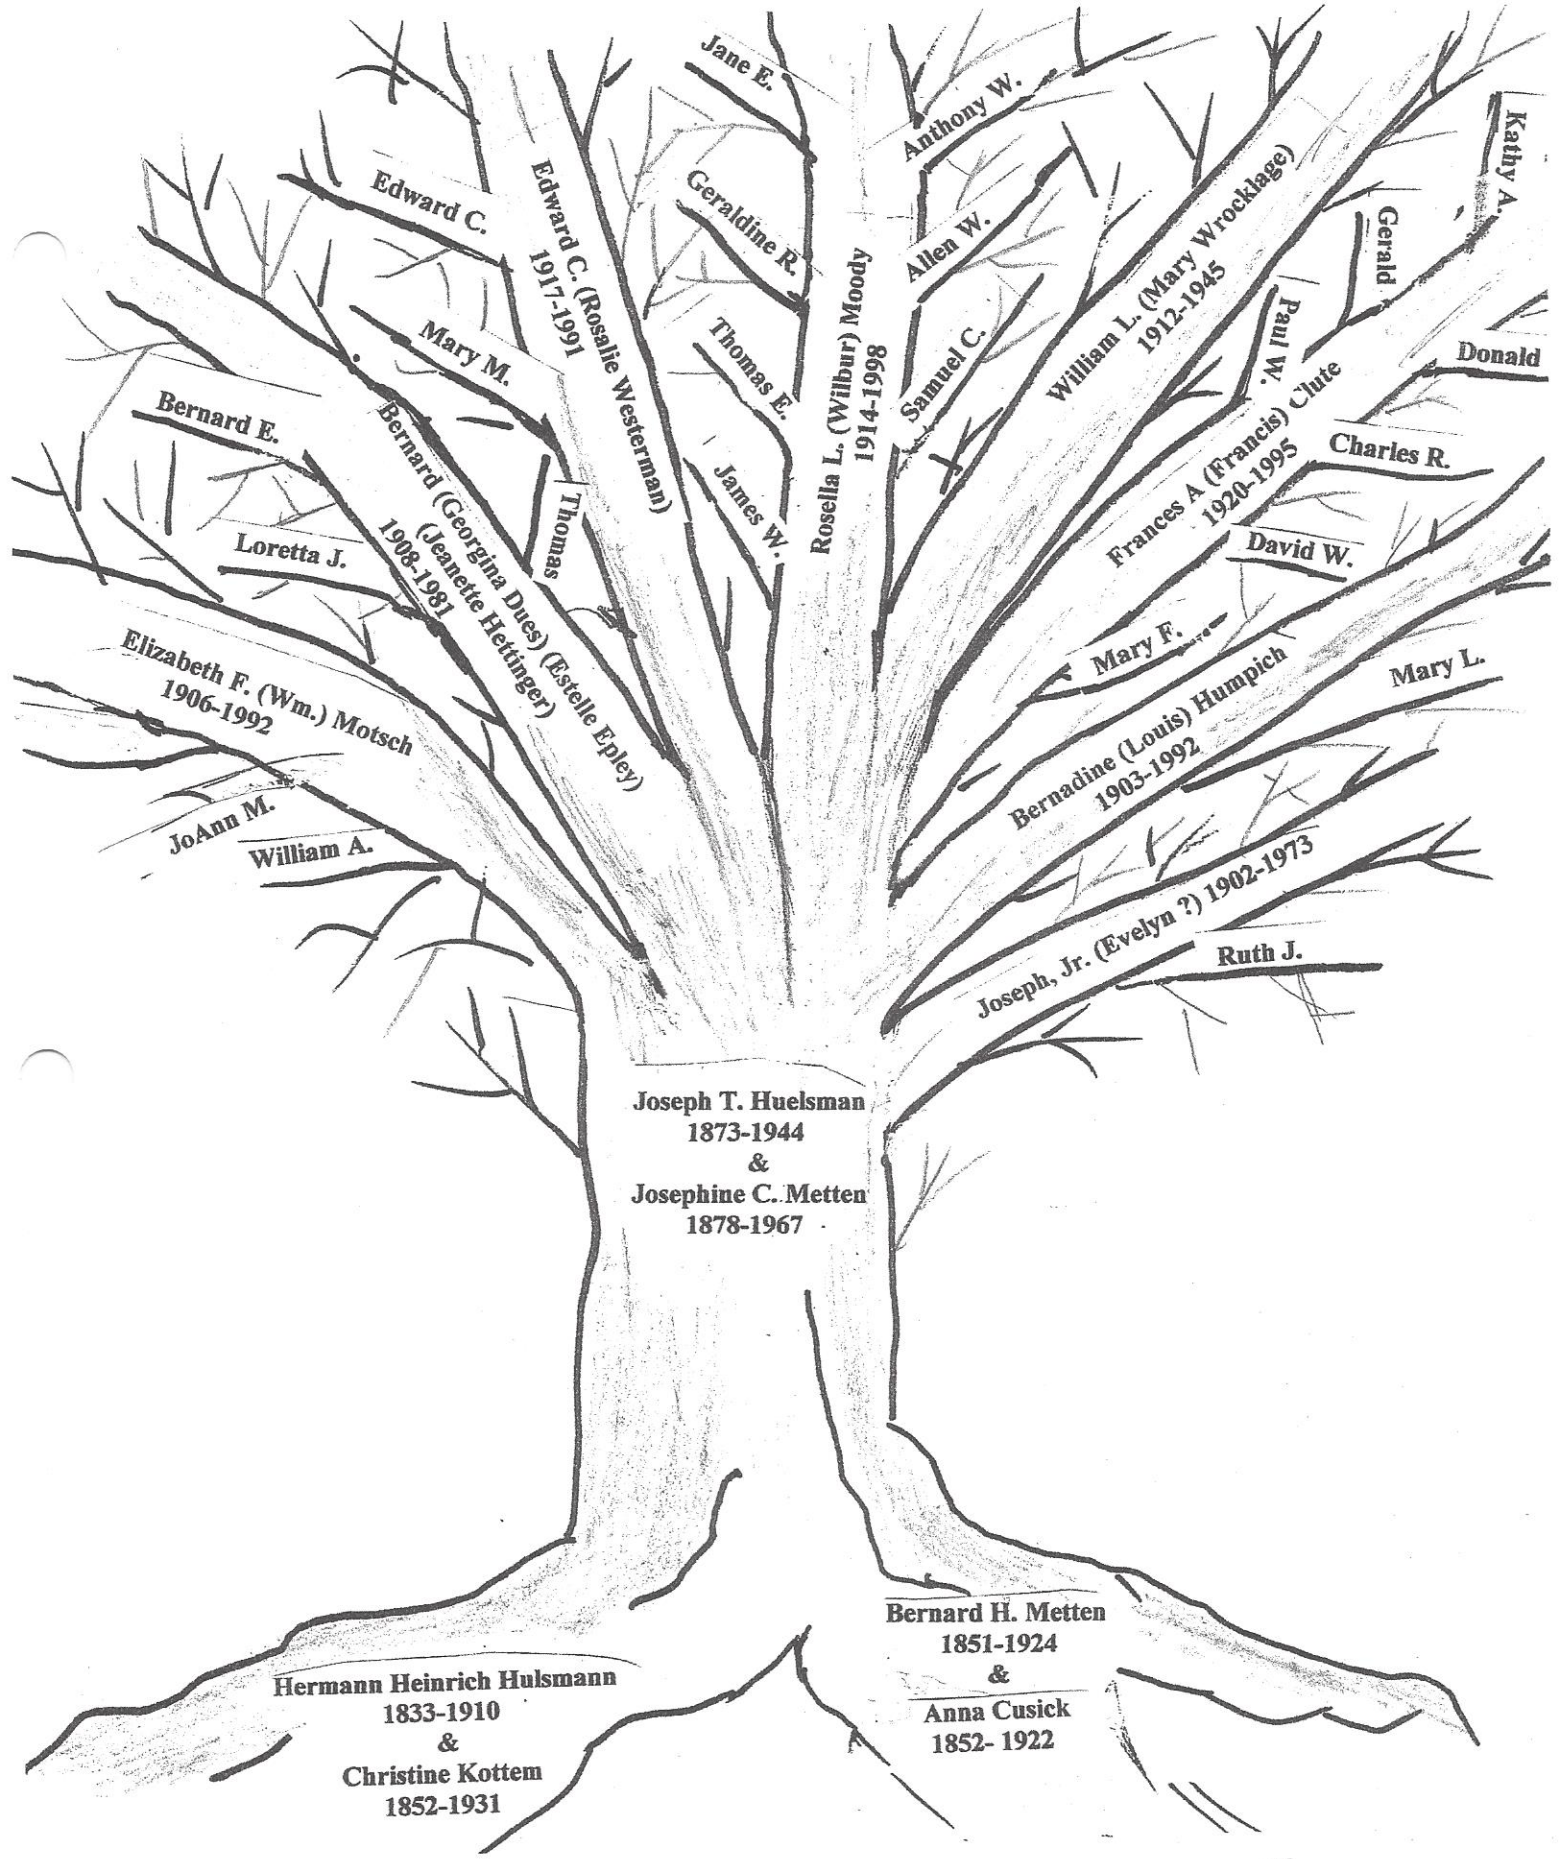 Jane E.
Anthony W.
Kathy A.
Edward C.
Edward C. (Rosalie Westerman)
1917-1991
Geraldine R.
Allen W.
William L. (Mary Wrocklage)
1912-1945
Gerald
Mary M.
Thomas E.
Rosella L. (Wilbur) Moody
1914-1998
Samuel C.
Paul W.
Donald
Bernard E.
Bernard (Georgina Dues) (Estelle Epley)
(Jeanette Hettinger)
1908-1981
Thomas
James W.
Frances A (Francis) Clute
1920-1995
Charles R.
Loretta J.
David W.
Elizabeth F. (Wm.) Motsch
1906-1992
Mary F.
Mary L.
Bernadine (Louis) Humpich
1903-1992
JoAnn M.
William A.
Joseph, Jr. (Evelyn ?) 1902-1973
Ruth J.
Joseph T. Huelsman
1873-1944
&
Josephine C. Metten
1878-1967
Bernard H. Metten
1851-1924
&
Anna Cusick
1852- 1922
Hermann Heinrich Hulsmann
1833-1910
&
Christine Kottem
1852-1931